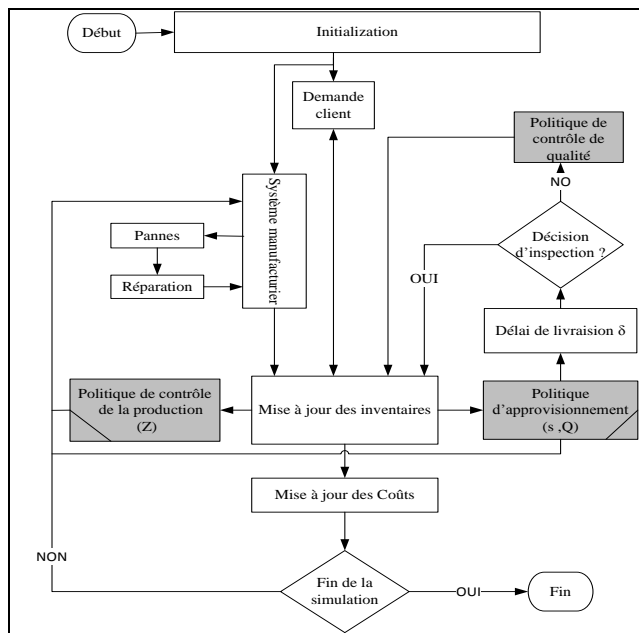 Début
Initialization
Demande
client
Politique de
contrôle de
qualité
Système manufacturier
NO
Pannes
Décision
d'inspection ?
OUI
Réparation
Délai de livraision δ
Politique de contrôle
de la production
(Z)
Mise à jour des inventaires
Politique
d'approvisionnement
(s ,Q)
Mise à jour des Coûts
NON
Fin de la
simulation
OUI
Fin